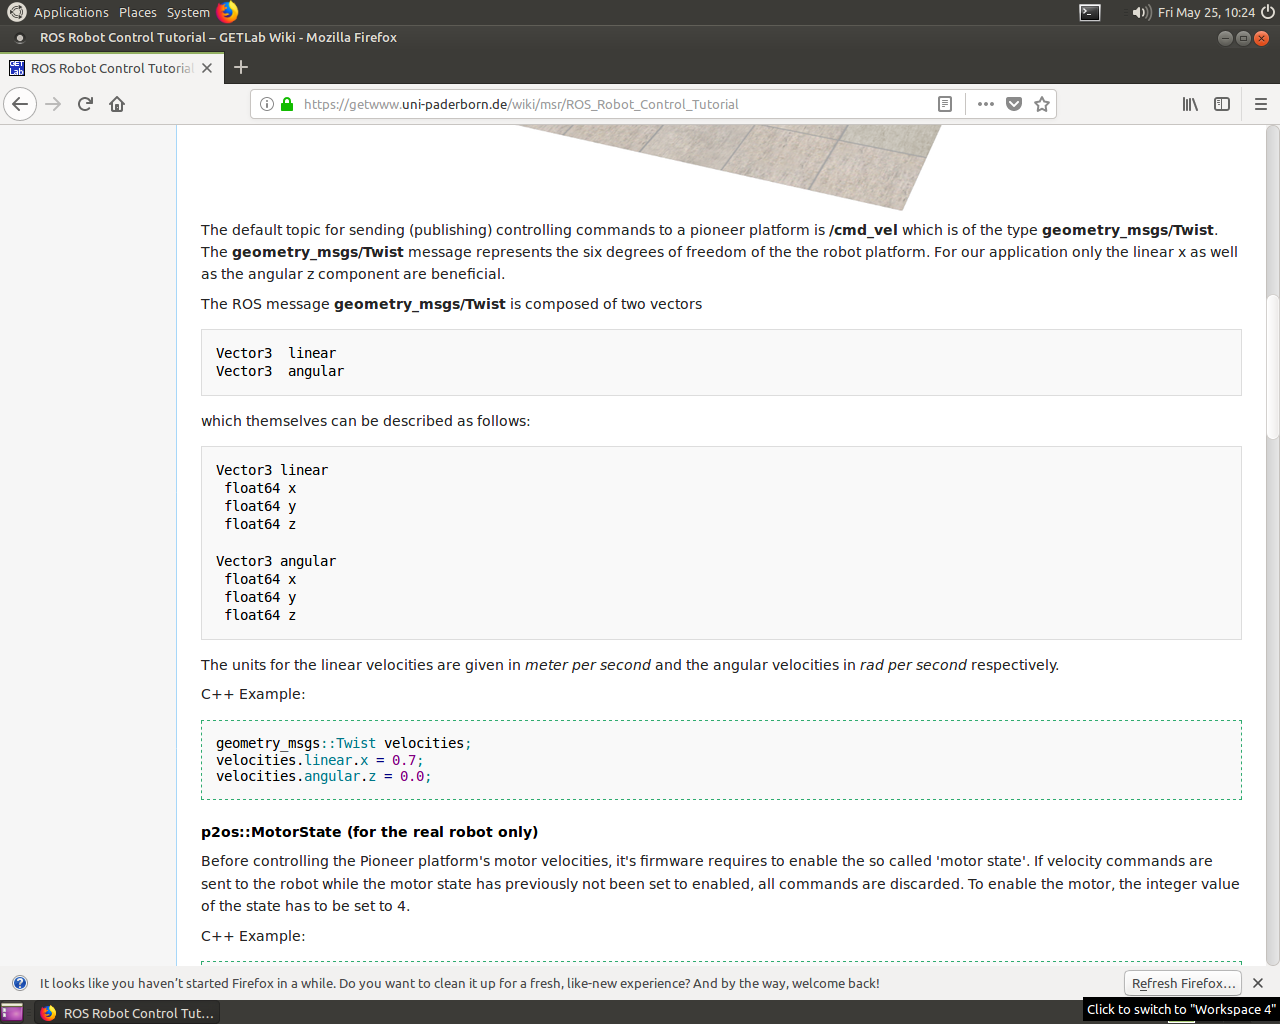 Applications Places System Fri May 25, 10:24
ROS Robot Control Tutorial – GETLab Wiki - Mozilla Firefox
GET Lab ROS Robot Control Tutorial
https://getwww.uni-paderborn.de/wiki/msr/ROS_Robot_Control_Tutorial
The default topic for sending (publishing) controlling commands to a pioneer platform is /cmd_vel which is of the type geometry_msgs/Twist.
The geometry_msgs/Twist message represents the six degrees of freedom of the the robot platform. For our application only the linear x as well
as the angular z component are beneficial.
The ROS message geometry_msgs/Twist is composed of two vectors
Vector3 linear
Vector3 angular
which themselves can be described as follows:
Vector3 linear
float64 x
float64 y
float64 z
Vector3 angular
float64 x
float64 y
float64 z
The units for the linear velocities are given in meter per second and the angular velocities in rad per second respectively.
C++ Example:
geometry_msgs::Twist velocities;
velocities.linear.x = 0.7;
velocities.angular.z = 0.0;
p2os::MotorState (for the real robot only)
Before controlling the Pioneer platform's motor velocities, it's firmware requires to enable the so called 'motor state'. If velocity commands are
sent to the robot while the motor state has previously not been set to enabled, all commands are discarded. To enable the motor, the integer value
of the state has to be set to 4.
C++ Example:
It looks like you haven’t started Firefox in a while. Do you want to clean it up for a fresh, like-new experience? And by the way, welcome back! Refresh Firefox…
ROS Robot Control Tut… Click to switch to "Workspace 4"